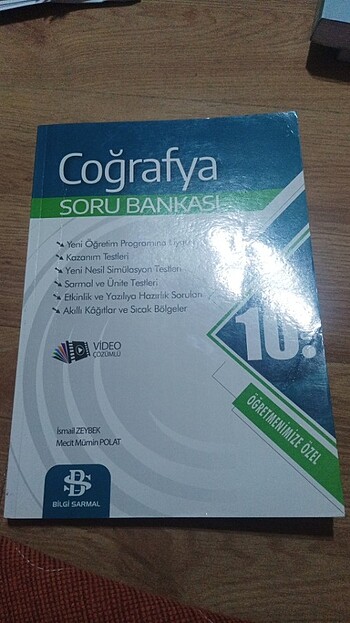 Coğrafya
SORU BANKASI
Yeni Öğretim Programına
Kazanım Testleri
Yeni Nesil Simülasyon Testleri
Sarmal ve Ünite Testleri
Etkinlik ve Yazılıya Hazırlık Soruları
Akıllı Kâğıtlar ve Sıcak Bölgeler
10.
VİDEO
ÇÖZÜMLÜ
ÖĞRETMENİMİZE ÖZEL
İsmail ZEYBEK
Mecit Mümin POLAT
BS
BİLGİ SARMAL